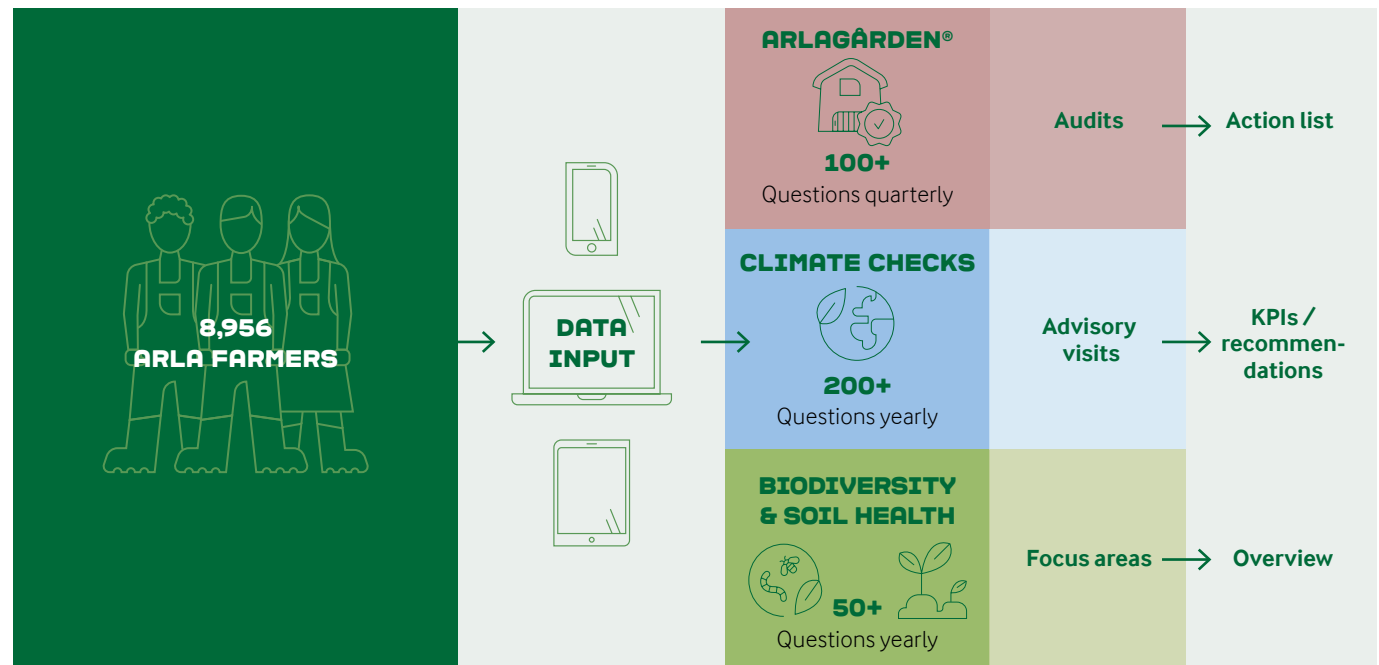 8,956
ARLA FARMERS
DATA
INPUT
ARLAGÅRDEN®
100+
Questions quarterly
Audits
Action list
CLIMATE CHECKS
200+
Questions yearly
Advisory
visits
KPIs /
recommen-
dations
BIODIVERSITY
& SOIL HEALTH
50+
Questions yearly
Focus areas
Overview